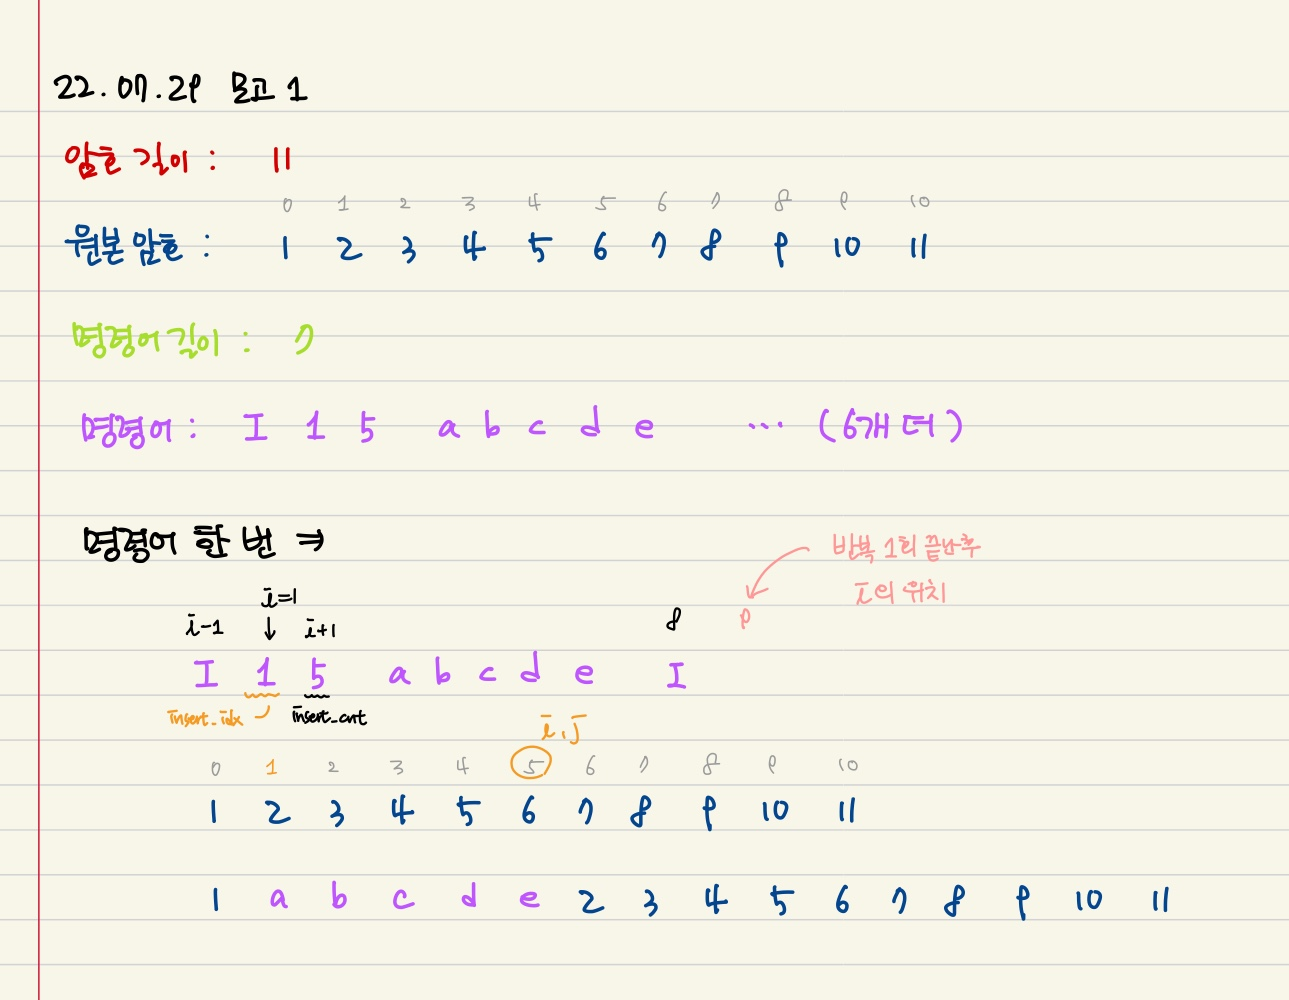 22.07.29 모고 1
암호 길이 : 11
0 1 2 3 4 5 6 7 8 9 10
원본 암호 : 1 2 3 4 5 6 7 8 9 10 11
명령어 길이 : 7
명령어 : I 1 5 a b c d e ... (6개 더)
명령어 한 번 ⇒
반복 1회 끝난 후
i의 위치
i=1
i-1 ↓ i+1 8 9
I 1 5 a b c d e I
insert_idx insert_cnt
i,j
0 1 2 3 4 5 6 7 8 9 10
1 2 3 4 5 6 7 8 9 10 11
1 a b c d e 2 3 4 5 6 7 8 9 10 11